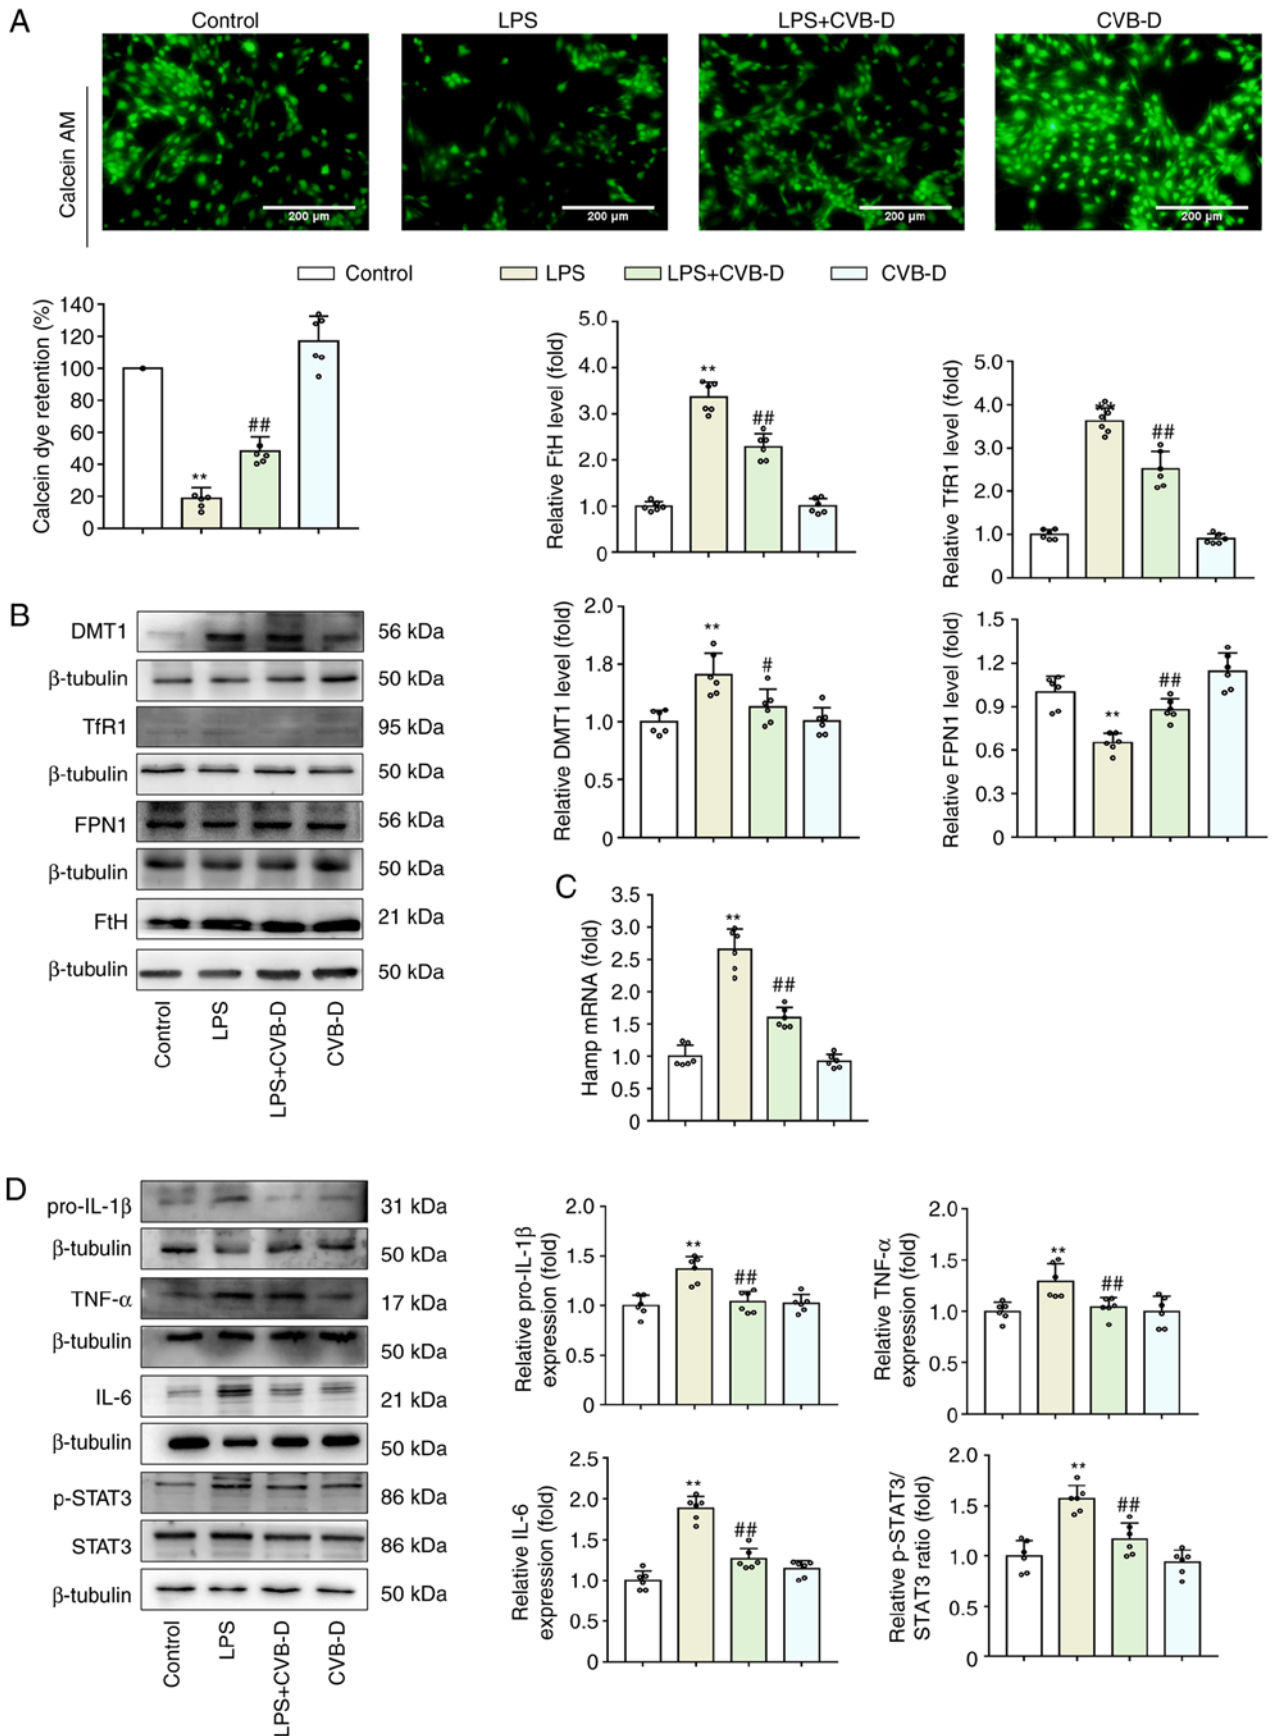 A
Control
LPS
LPS+CVB-D
CVB-D
Calcein AM
200 µm
200 µm
200 µm
200 µm
Control
LPS
LPS+CVB-D
CVB-D
Calcein dye retention (%)
140
120
100
80
60
40
20
0
**
##
Relative FtH level (fold)
5.0
4.0
3.0
2.0
1.0
0
**
##
Relative TfR1 level (fold)
5.0
4.0
3.0
2.0
1.0
0
**
##
B
DMT1
56 kDa
β-tubulin
50 kDa
TfR1
95 kDa
β-tubulin
50 kDa
FPN1
56 kDa
β-tubulin
50 kDa
FtH
21 kDa
β-tubulin
50 kDa
Control
LPS
LPS+CVB-D
CVB-D
Relative DMT1 level (fold)
2.0
1.8
1.0
0.5
0
**
#
Relative FPN1 level (fold)
1.5
1.2
0.9
0.6
0.3
0
**
##
C
Hamp mRNA (fold)
3.5
3.0
2.5
2.0
1.5
1.0
0.5
0
**
##
D
pro-IL-1β
31 kDa
β-tubulin
50 kDa
TNF-α
17 kDa
β-tubulin
50 kDa
IL-6
21 kDa
β-tubulin
50 kDa
p-STAT3
86 kDa
STAT3
86 kDa
β-tubulin
50 kDa
Control
LPS
LPS+CVB-D
CVB-D
Relative pro-IL-1β
expression (fold)
2.0
1.5
1.0
0.5
0
**
##
Relative TNF-α
expression (fold)
2.0
1.5
1.0
0.5
0
**
##
Relative IL-6
expression (fold)
2.5
2.0
1.5
1.0
0.5
0
**
##
Relative p-STAT3/
STAT3 ratio (fold)
2.0
1.5
1.0
0.5
0
**
##